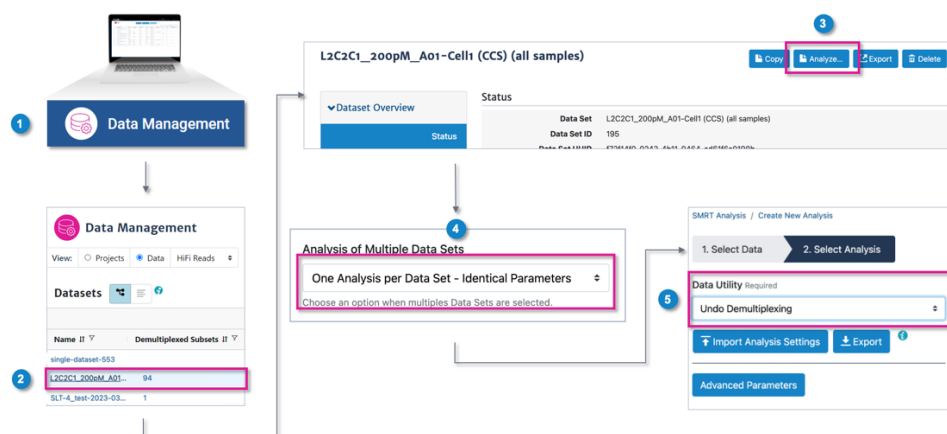 1
Data Management
Data Management
View: Projects Data HiFi Reads
Datasets
Name Demultiplexed Subsets
single-dataset-553
2
L2C2C1_200pM_A01... 94
SLT-4_test-2023-03... 1
3
L2C2C1_200pM_A01-Cell1 (CCS) (all samples)
Copy Analyze... Export Delete
Dataset Overview
Status
Status
Data Set L2C2C1_200pM_A01-Cell1 (CCS) (all samples)
Data Set ID 195
Data Set UUID
4
Analysis of Multiple Data Sets
One Analysis per Data Set - Identical Parameters
Choose an option when multiples Data Sets are selected.
SMRT Analysis / Create New Analysis
1. Select Data 2. Select Analysis
5
Data Utility Required
Undo Demultiplexing
Import Analysis Settings Export
Advanced Parameters